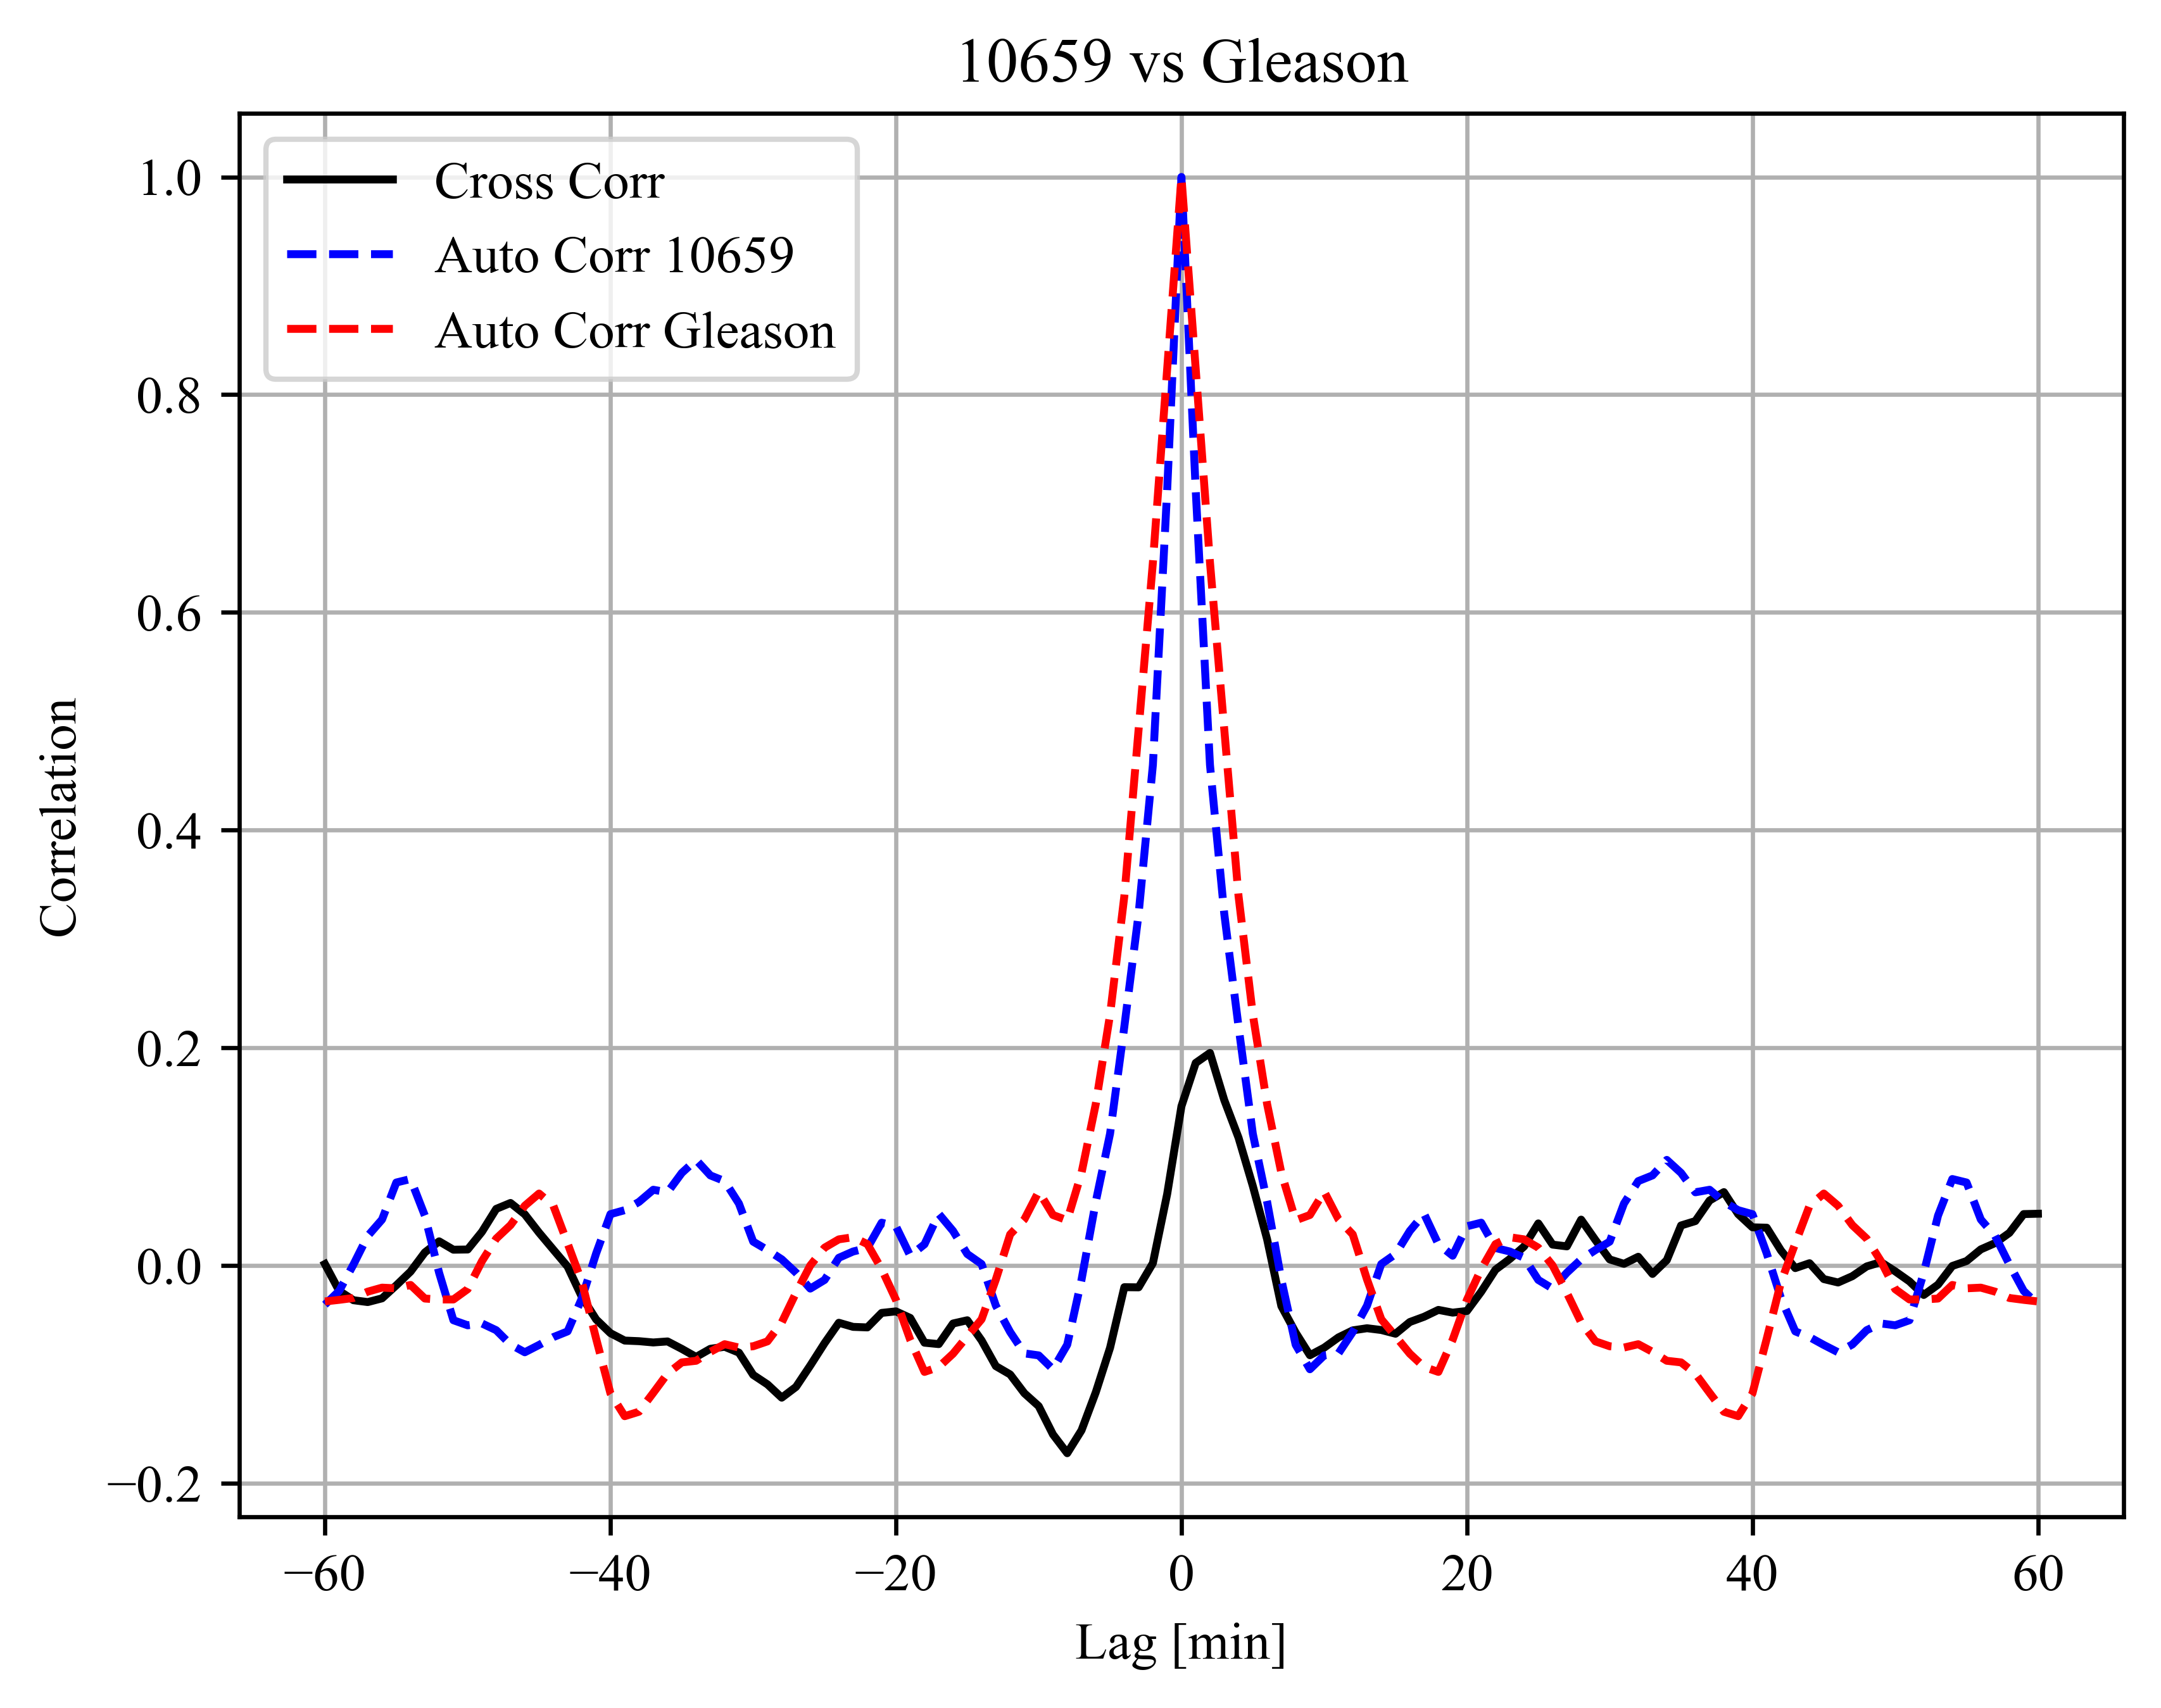 10659 vs Gleason
Cross Corr
Auto Corr 10659
Auto Corr Gleason
1.0
0.8
0.6
0.4
0.2
0.0
−0.2
Correlation
−60
−40
−20
0
20
40
60
Lag [min]